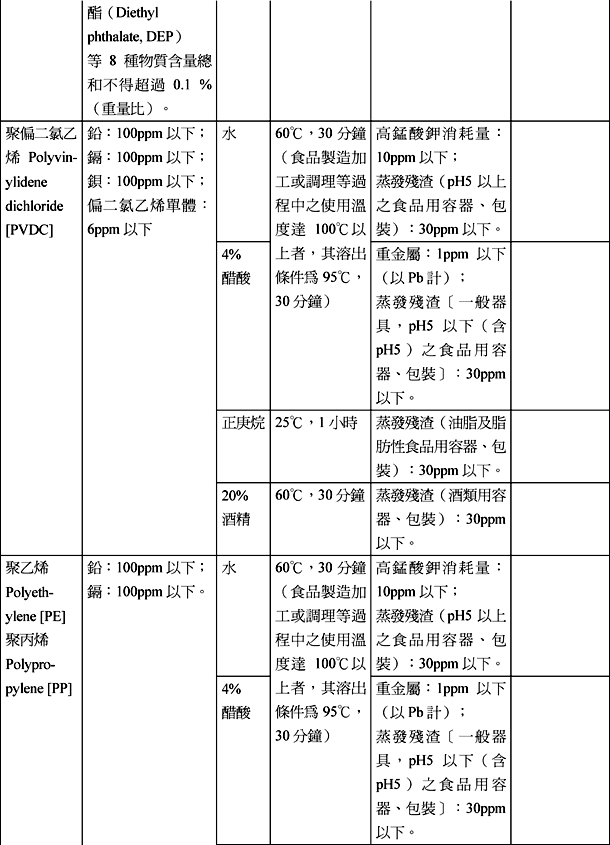 酯（Diethyl
phthalate, DEP）
等 8 種物質含量總
和不得超過 0.1 %
（重量比）。
聚偏二氯乙
烯 Polyvin-
ylidene
dichloride
[PVDC]
鉛：100ppm 以下；
鎘：100ppm 以下；
鋇：100ppm 以下；
偏二氯乙烯單體：
6ppm 以下
水
60℃，30 分鐘
（食品製造加
工或調理等過
程中之使用溫
度達 100℃以
上者，其溶出
條件爲 95℃，
30 分鐘）
高錳酸鉀消耗量：
10ppm 以下；
蒸發殘渣（pH5 以上
之食品用容器、包
裝）：30ppm 以下。
4%
醋酸
重金屬：1ppm 以下
（以 Pb 計）；
蒸發殘渣〔一般器
具，pH5 以下（含
pH5）之食品用容
器、包裝〕：30ppm
以下。
正庚烷
25℃，1 小時
蒸發殘渣（油脂及脂
肪性食品用容器、包
裝）：30ppm 以下。
20%
酒精
60℃，30 分鐘
蒸發殘渣（酒類用容
器、包裝）：30ppm
以下。
聚乙烯
Polyeth-
ylene [PE]
聚丙烯
Polypro-
pylene [PP]
鉛：100ppm 以下；
鎘：100ppm 以下。
水
60℃，30 分鐘
（食品製造加
工或調理等過
程中之使用溫
度達 100℃以
上者，其溶出
條件爲 95℃，
30 分鐘）
高錳酸鉀消耗量：
10ppm 以下；
蒸發殘渣（pH5 以上
之食品用容器、包
裝）：30ppm 以下。
4%
醋酸
重金屬：1ppm 以下
（以 Pb 計）；
蒸發殘渣〔一般器
具，pH5 以下（含
pH5）之食品用容
器、包裝〕：30ppm
以下。